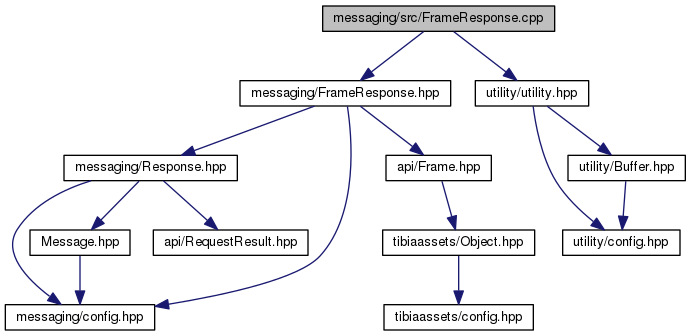 messaging/src/FrameResponse.cpp
messaging/FrameResponse.hpp
utility/utility.hpp
messaging/Response.hpp
api/Frame.hpp
utility/Buffer.hpp
Message.hpp
api/RequestResult.hpp
tibiaassets/Object.hpp
utility/config.hpp
messaging/config.hpp
tibiaassets/config.hpp